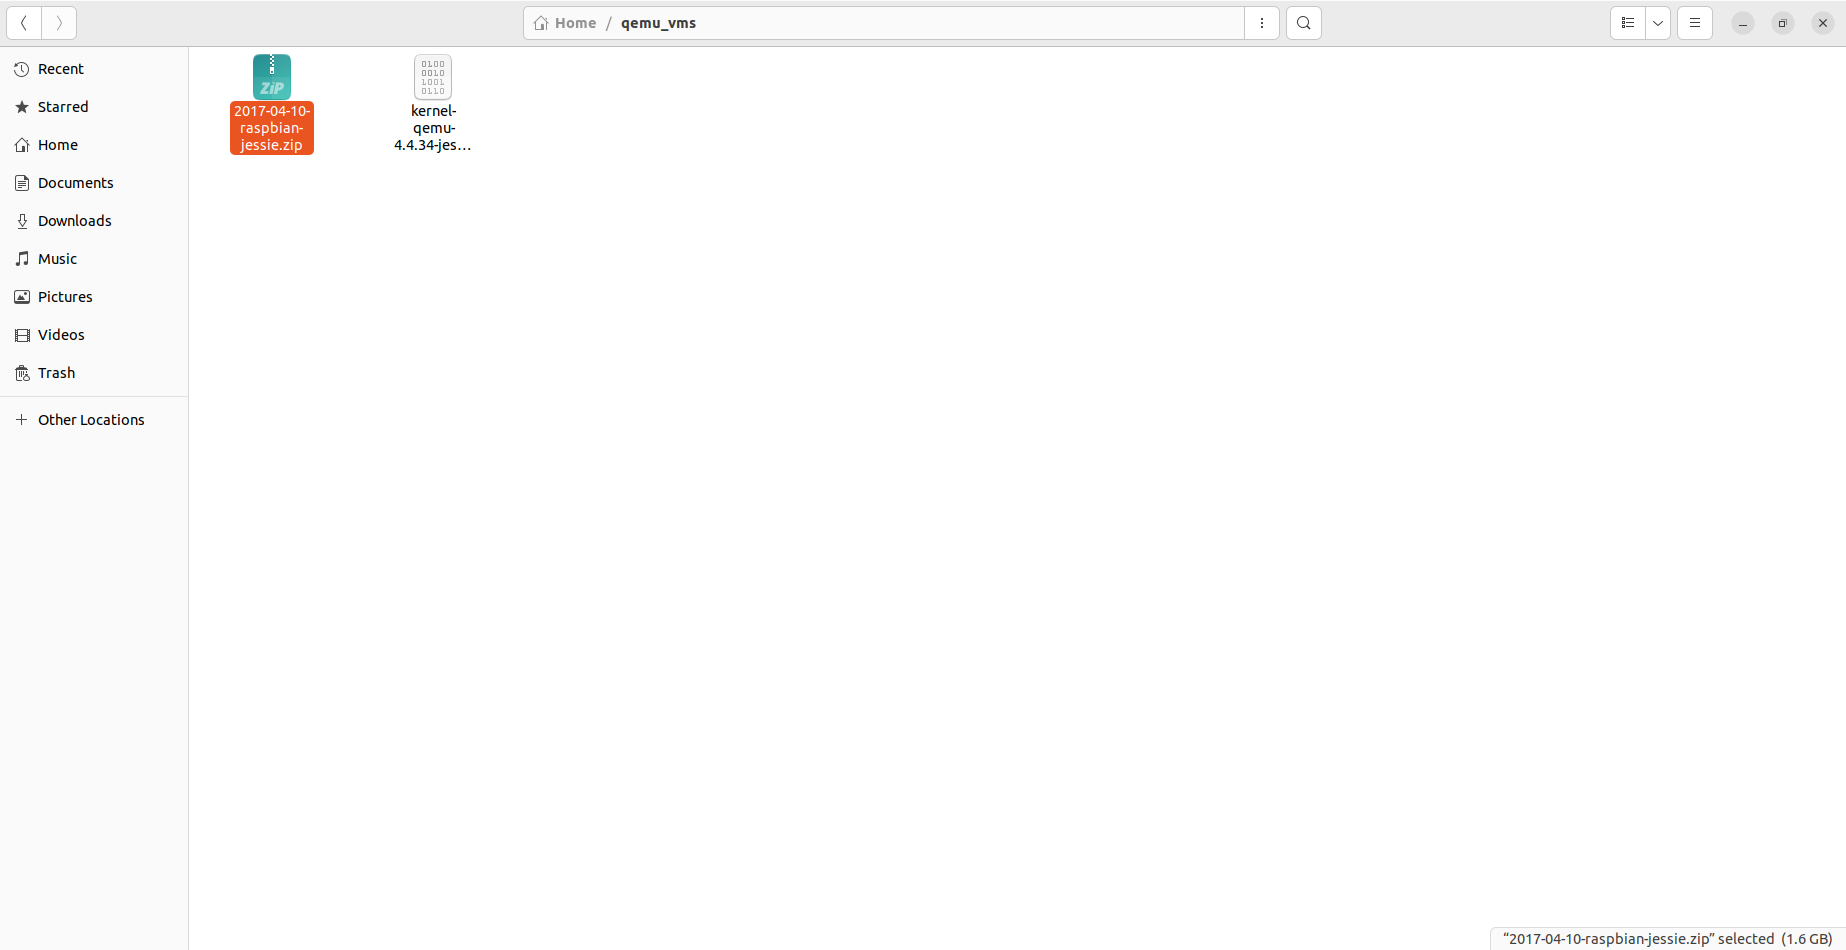 Home / qemu_vms
Recent
Starred
Home
Documents
Downloads
Music
Pictures
Videos
Trash
Other Locations
ZiP
2017-04-10-
raspbian-
jessie.zip
0100
0010
1001
0110
kernel-
qemu-
4.4.34-jes...
“2017-04-10-raspbian-jessie.zip” selected (1.6 GB)